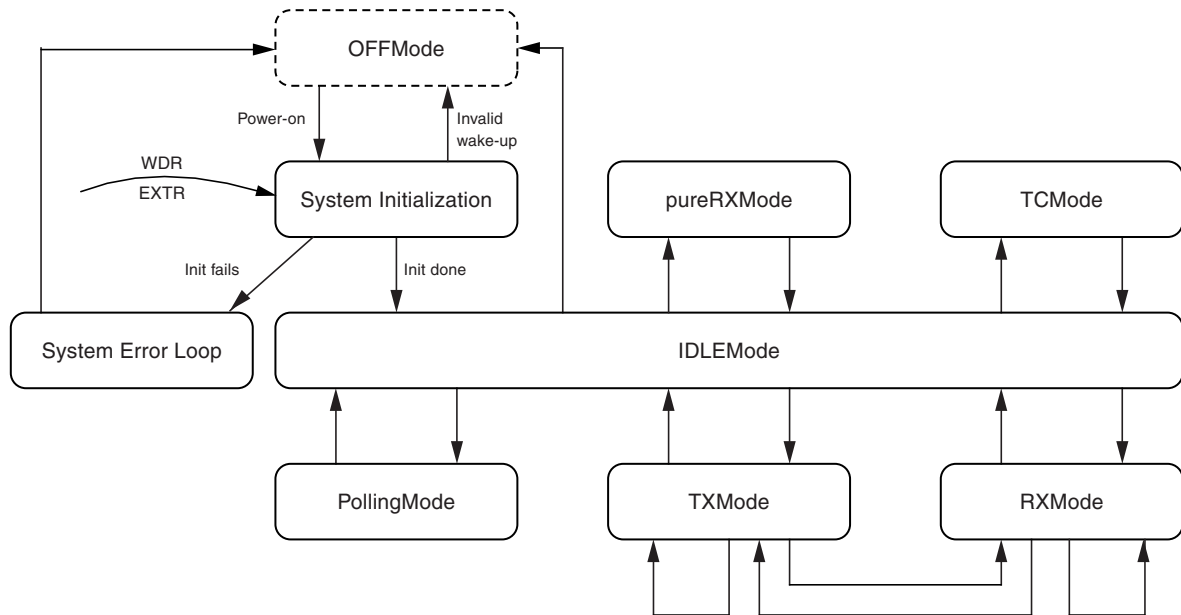 OFFMode
Power-on
Invalid
wake-up
WDR
EXTR
System Initialization
pureRXMode
TCMode
Init fails
Init done
System Error Loop
IDLEMode
PollingMode
TXMode
RXMode